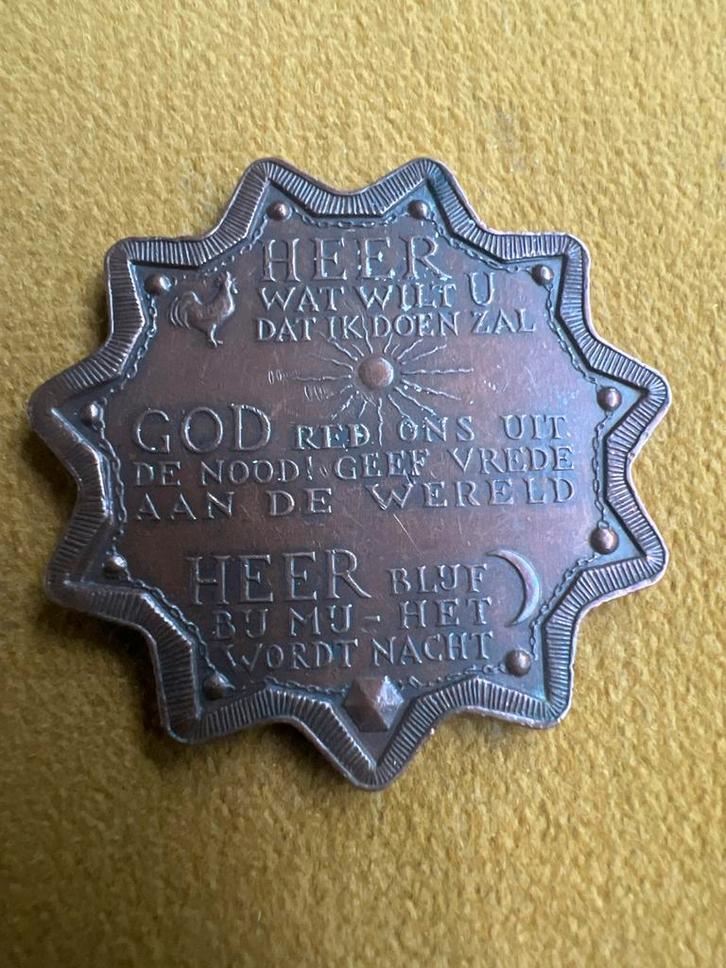 HEER
WAT WILT U
DAT IK DOEN ZAL
GOD RED ONS UIT
DE NOOD! GEEF VREDE
AAN DE WERELD
HEER BLIJF
BIJ MIJ - HET
WORDT NACHT